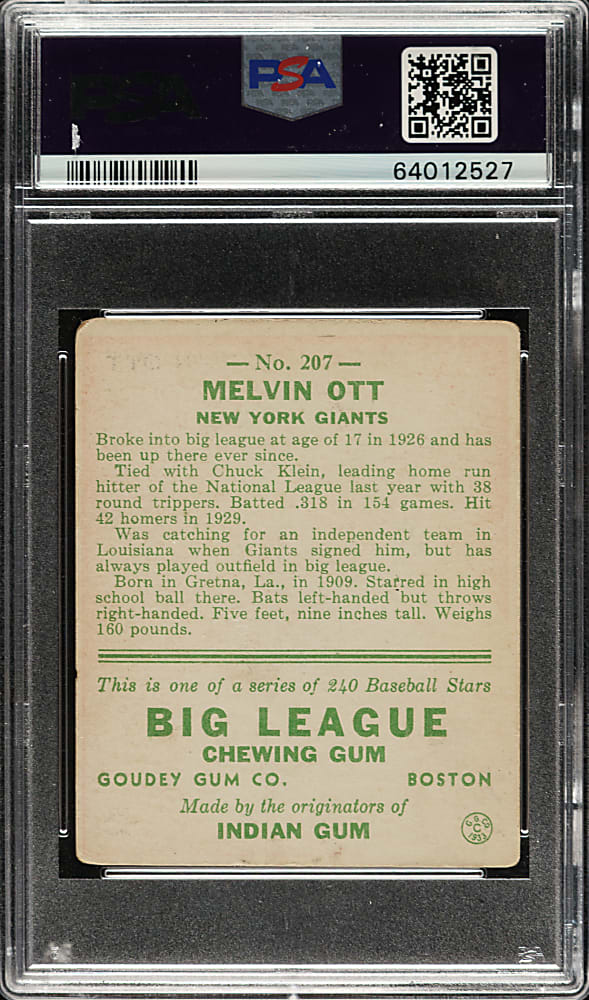 PSA
64012527
— No. 207 —
MELVIN OTT
NEW YORK GIANTS
Broke into big league at age of 17 in 1926 and has
been up there ever since.
Tied with Chuck Klein, leading home run
hitter of the National League last year with 38
round trippers. Batted .318 in 154 games. Hit
42 homers in 1929.
Was catching for an independent team in
Louisiana when Giants signed him, but has
always played outfield in big league.
Born in Gretna, La., in 1909. Starred in high
school ball there. Bats left-handed but throws
right-handed. Five feet, nine inches tall. Weighs
160 pounds.
This is one of a series of 240 Baseball Stars
BIG LEAGUE
CHEWING GUM
GOUDEY GUM CO. BOSTON
Made by the originators of
INDIAN GUM
G. G. CO.
C
1933